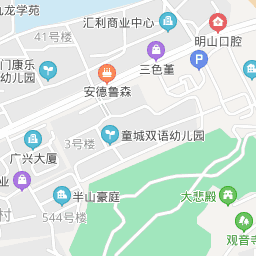 九龙学苑
汇利商业中心
41号楼
明山口腔
门康乐
幼儿园
三色堇
安德鲁森
童城双语幼儿园
3号楼
广兴大厦
业
半山豪庭
大悲殿
村
544号楼
观音寺